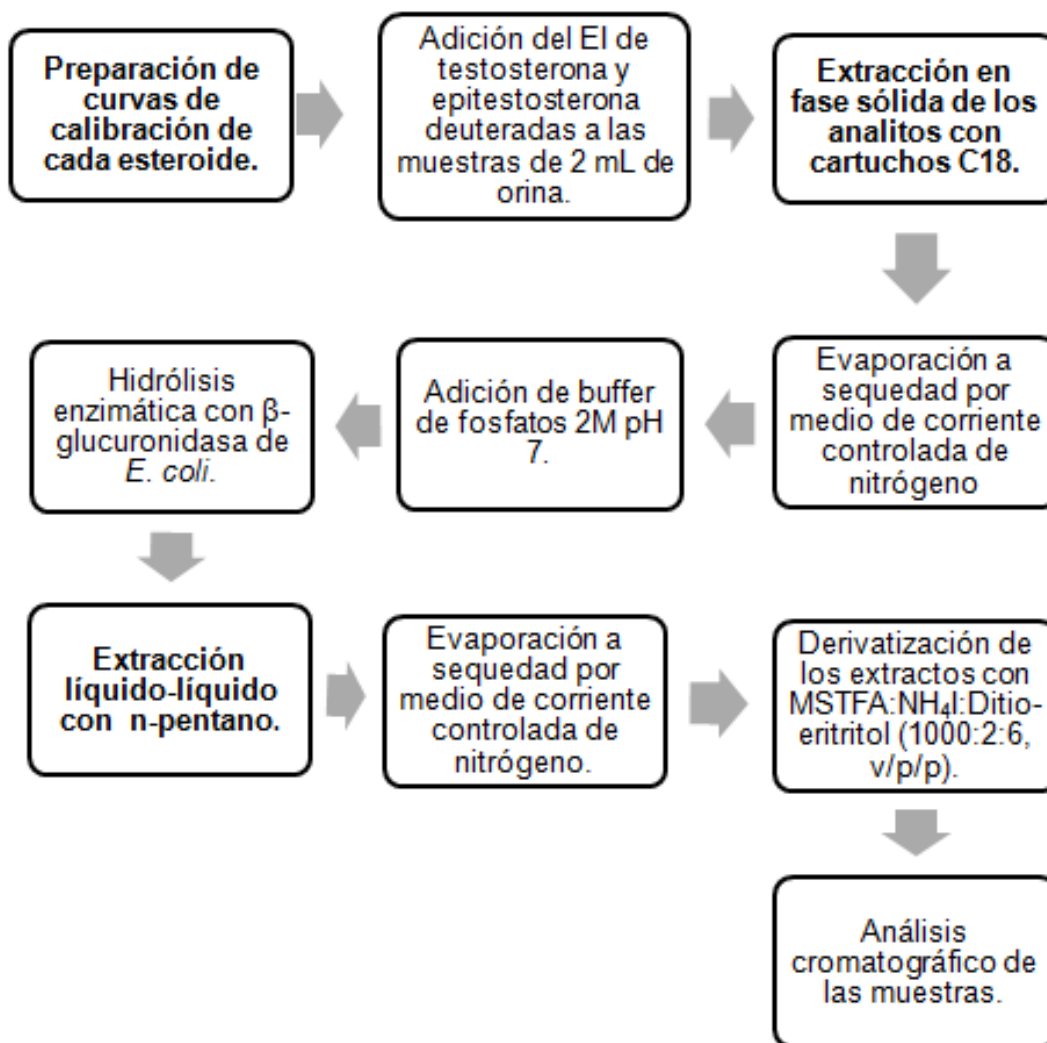 Preparación de
curvas de
calibración de
cada esteroide.
Adición del EI de
testosterona y
epitestosterona
deuteradas a las
muestras de 2 mL de
orina.
Extracción en
fase sólida de los
analitos con
cartuchos C18.
Evaporación a
sequedad por
medio de corriente
controlada de
nitrógeno
Adición de buffer
de fosfatos 2M pH
7.
Hidrólisis
enzimática con β-
glucuronidasa de
E. coli.
Extracción
líquido-líquido
con n-pentano.
Evaporación a
sequedad por
medio de corriente
controlada de
nitrógeno.
Derivatización de
los extractos con
MSTFA:NH₄I:Ditio-
eritritol (1000:2:6,
v/p/p).
Análisis
cromatográfico de
las muestras.